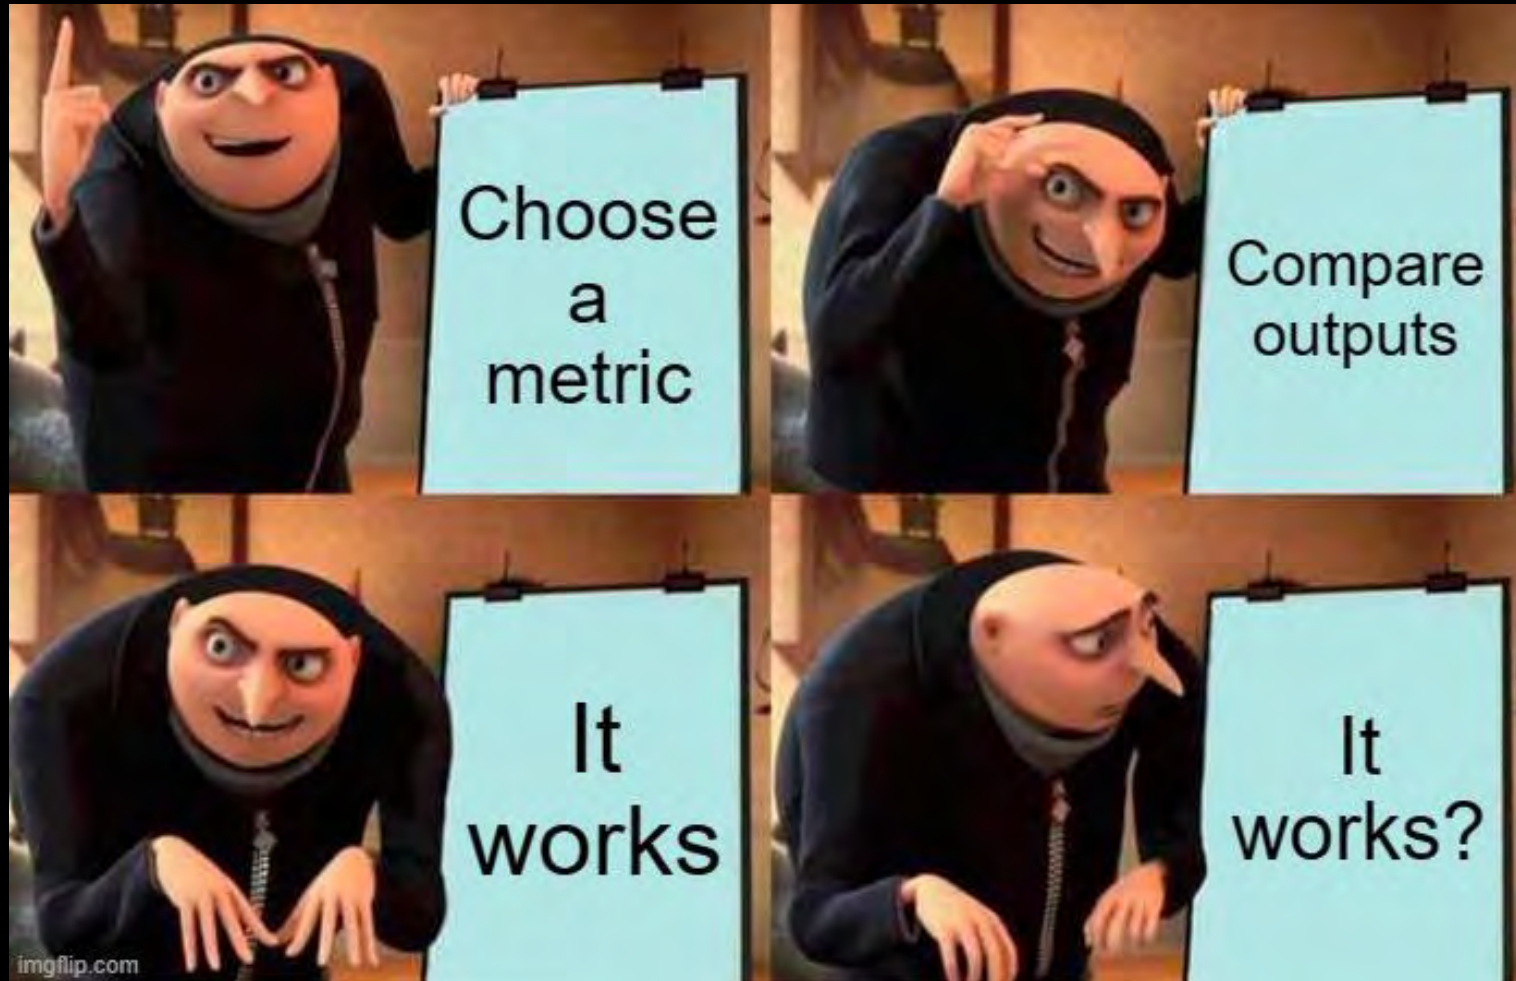 Choose
a
metric
Compare
outputs
It
works
It
works?
imgflip.com